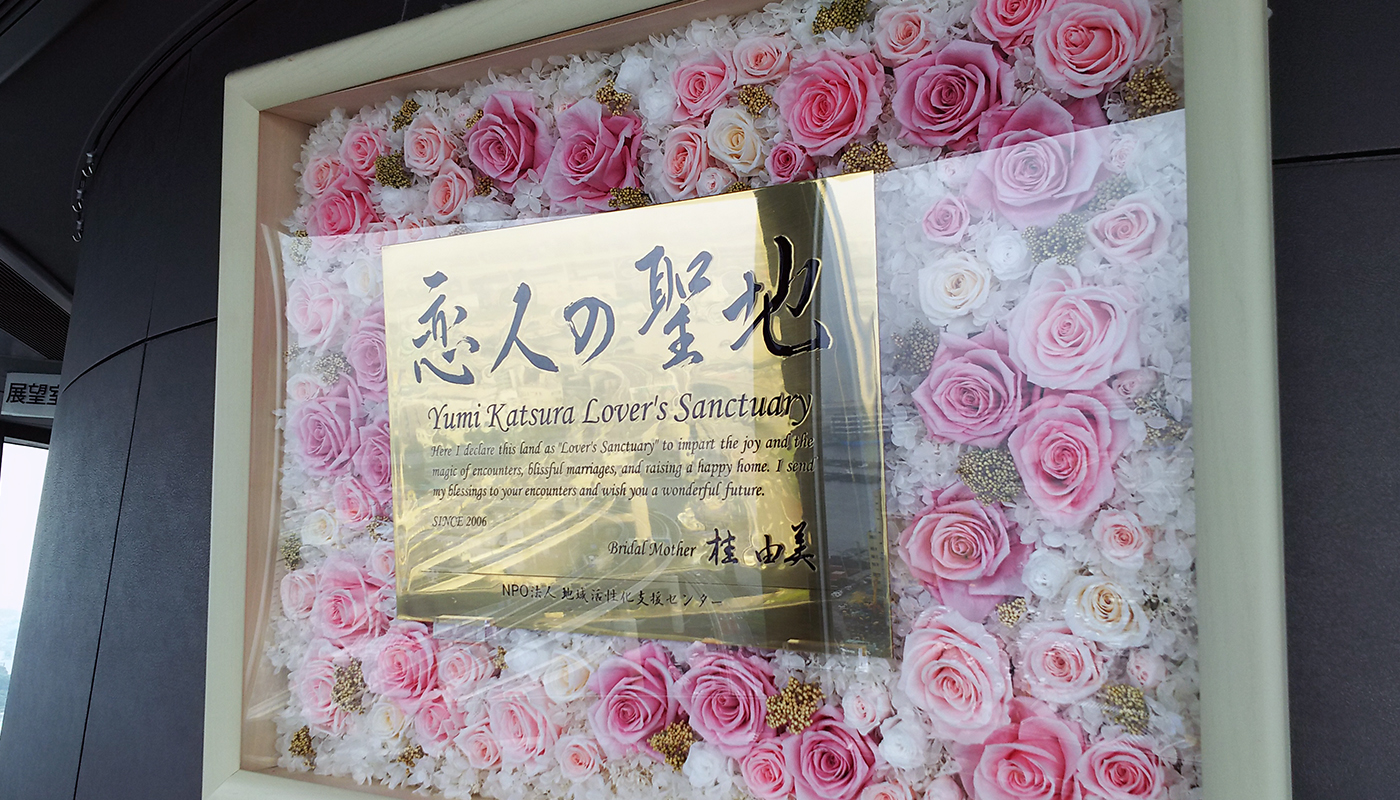 恋人の聖地
Yumi Katsura Lover's Sanctuary
Here I declare this land as "Lover's Sanctuary" to impart the joy and the
magic of encounters, blissful marriages, and raising a happy home. I send
my blessings to your encounters and wish you a wonderful future.
SINCE 2006
Bridal Mother 桂由美
NPO法人 地域活性化支援センター
展望室